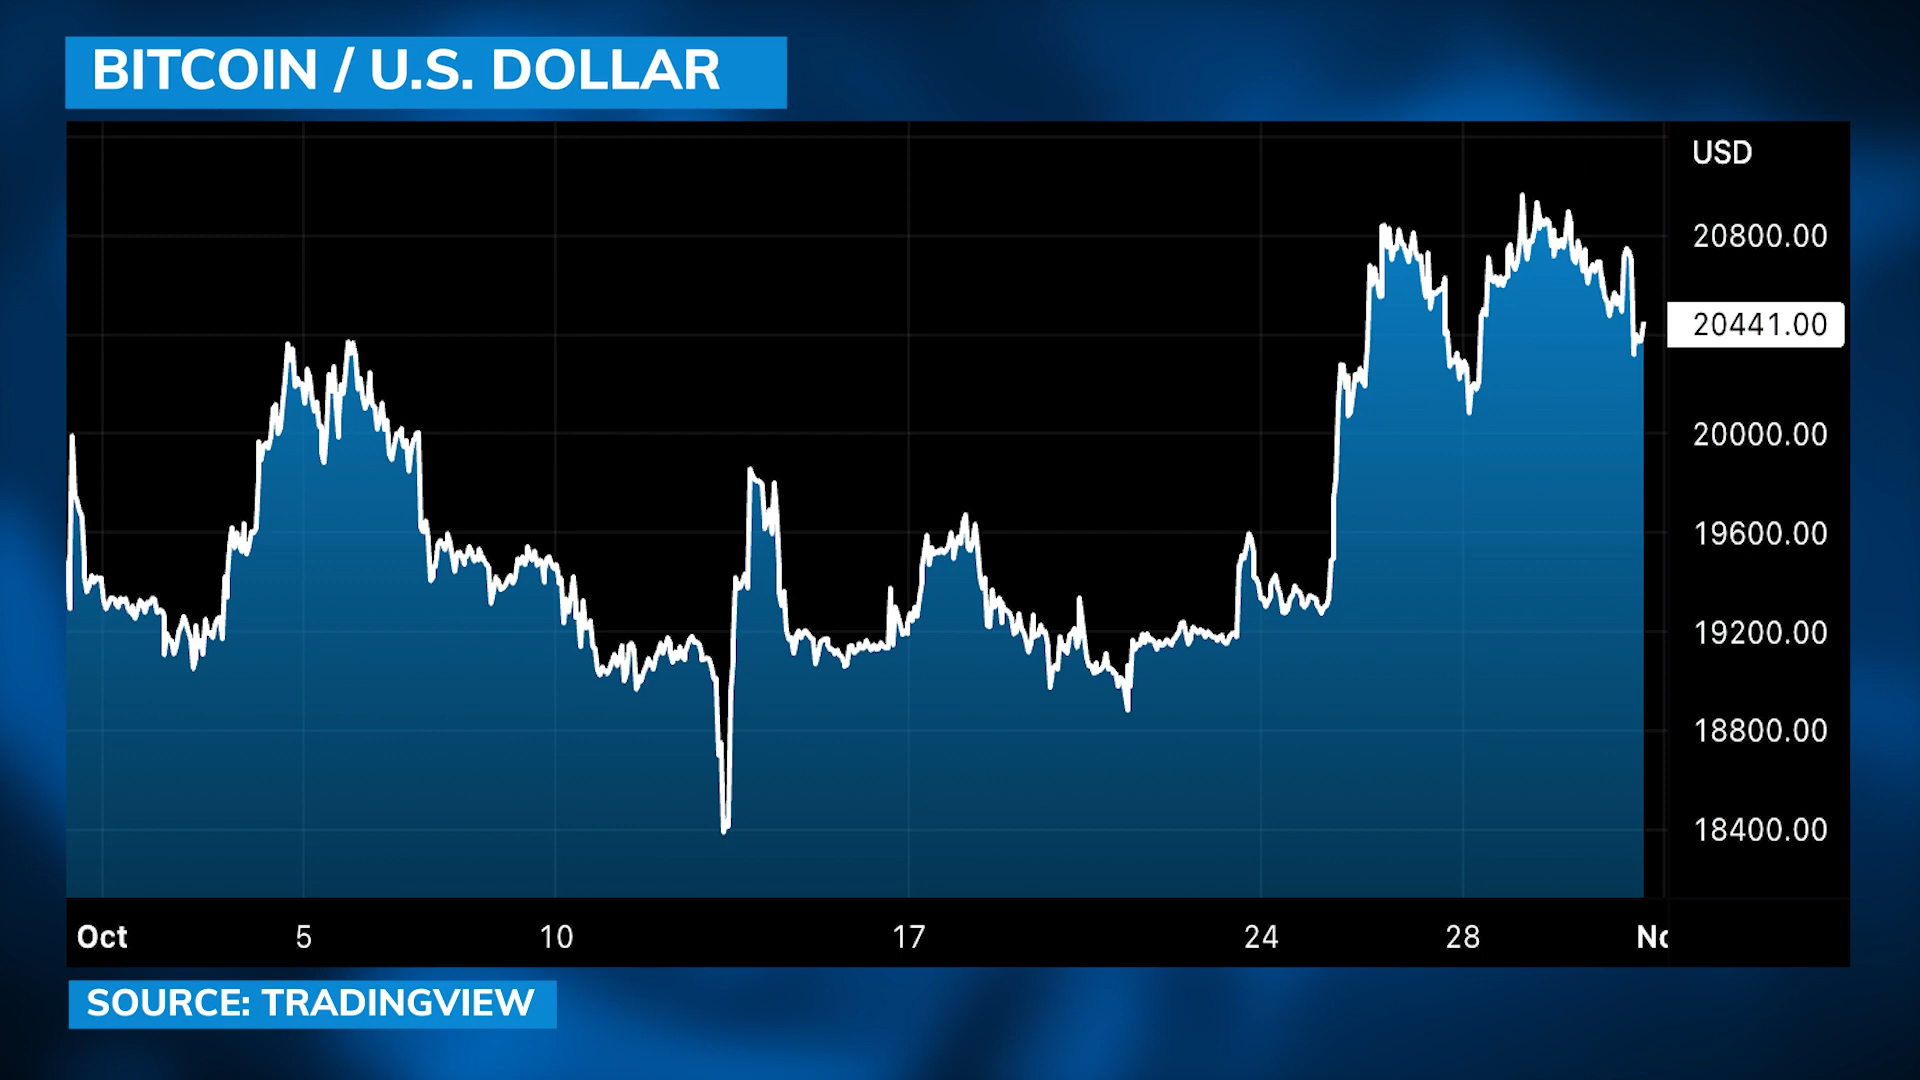 BITCOIN / U.S. DOLLAR
USD
20800.00
20441.00
20000.00
19600.00
19200.00
18800.00
18400.00
Oct 5 10 17 24 28
SOURCE: TRADINGVIEW